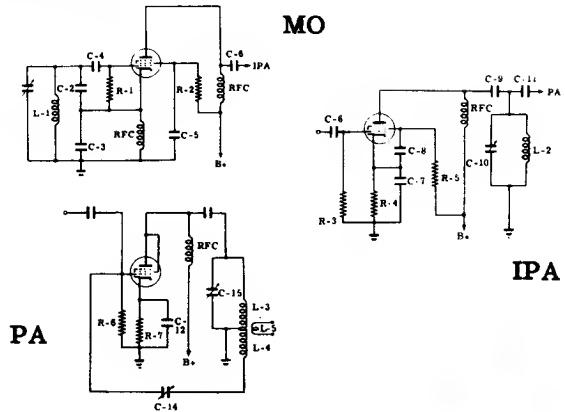 MO
C-4
C-6
IPA
C-2
R-1
R-2
RFC
L-1
RFC
C-3
C-5
B+
C-9
C-11
PA
RFC
C-6
C-8
C-10
L-2
C-7
R-5
R-3
R-4
B+
IPA
RFC
C-15
L-3
L-5
L-4
R-6
R-7
C-12
B+
C-14
PA